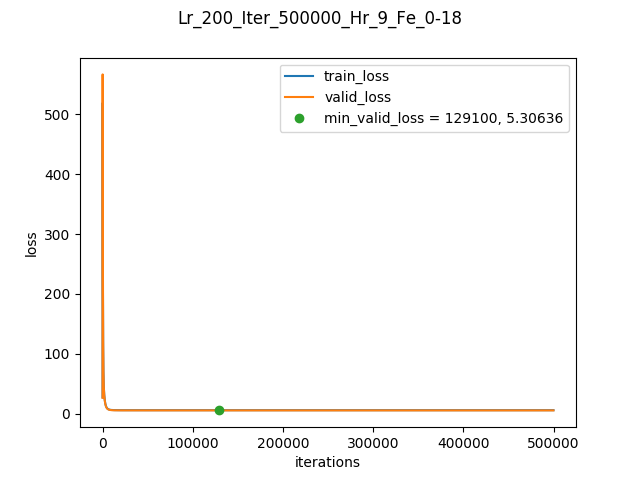 Lr_200_Iter_500000_Hr_9_Fe_0-18
train_loss
valid_loss
min_valid_loss = 129100, 5.30636
500
400
300
200
100
0
loss
0 100000 200000 300000 400000 500000
iterations